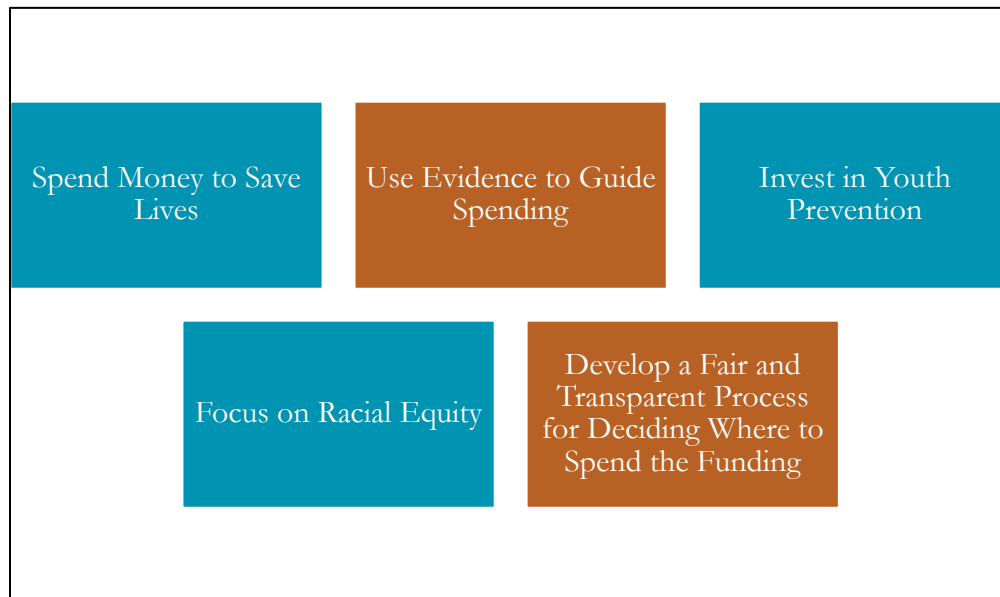 Spend Money to Save
Lives
Use Evidence to Guide
Spending
Invest in Youth
Prevention
Focus on Racial Equity
Develop a Fair and
Transparent Process
for Deciding Where to
Spend the Funding